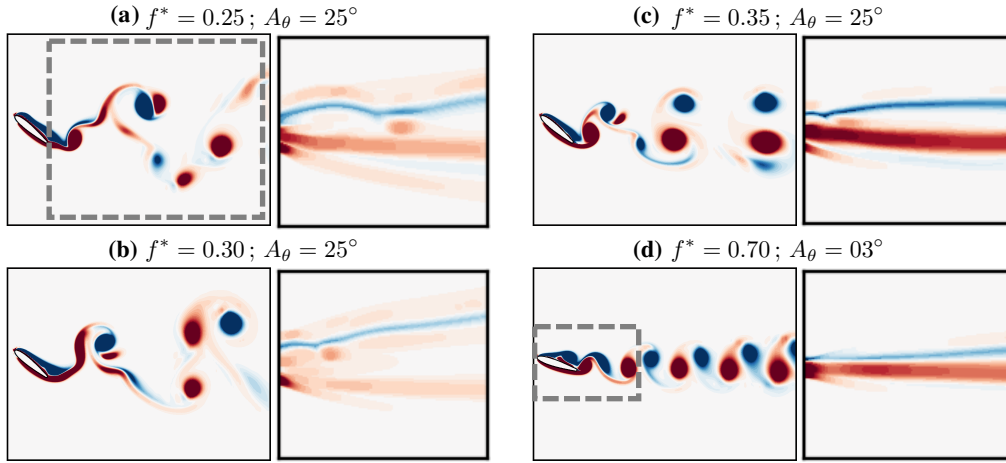 (a) f* = 0.25 ; A_θ = 25°
(c) f* = 0.35 ; A_θ = 25°
(b) f* = 0.30 ; A_θ = 25°
(d) f* = 0.70 ; A_θ = 03°